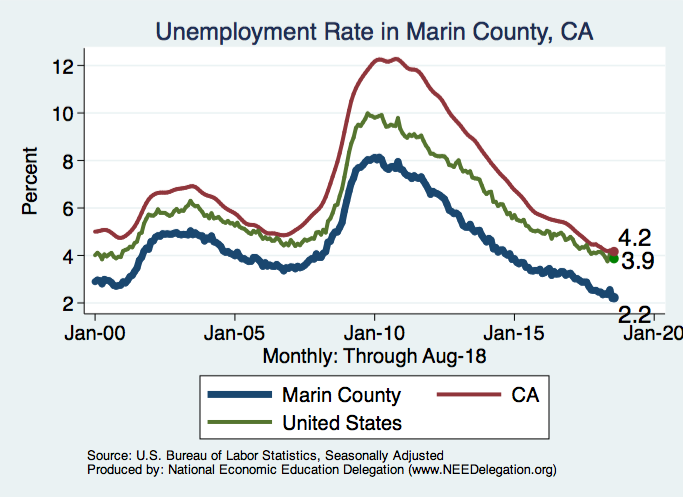 Unemployment Rate in Marin County, CA
Percent
12
10
8
6
4
2
4.2
3.9
2.2
Jan-00 Jan-05 Jan-10 Jan-15 Jan-20
Monthly: Through Aug-18
Marin County CA
United States
Source: U.S. Bureau of Labor Statistics, Seasonally Adjusted
Produced by: National Economic Education Delegation (www.NEEDelegation.org)